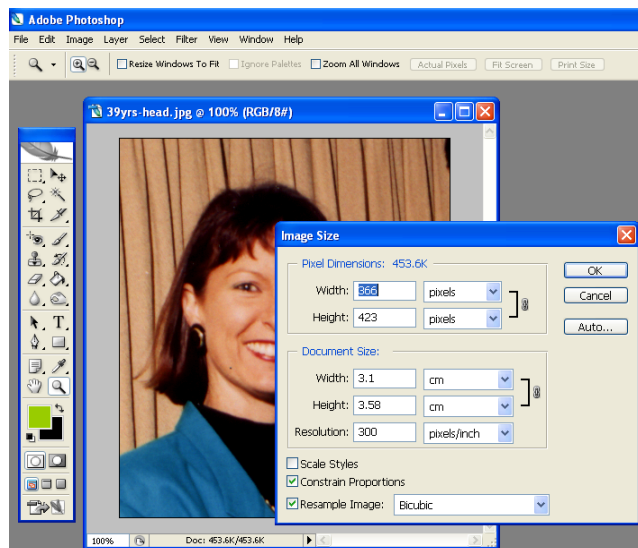 Adobe Photoshop
File Edit Image Layer Select Filter View Window Help
Resize Windows To Fit Ignore Palettes Zoom All Windows Actual Pixels Fit Screen Print Size
39yrs-head.jpg @ 100% (RGB/8#)
Image Size
Pixel Dimensions: 453.6K
Width: 366 pixels
Height: 423 pixels
Document Size:
Width: 3.1 cm
Height: 3.58 cm
Resolution: 300 pixels/inch
Scale Styles
Constrain Proportions
Resample Image: Bicubic
OK
Cancel
Auto...
T
100% Doc: 453.6K/453.6K